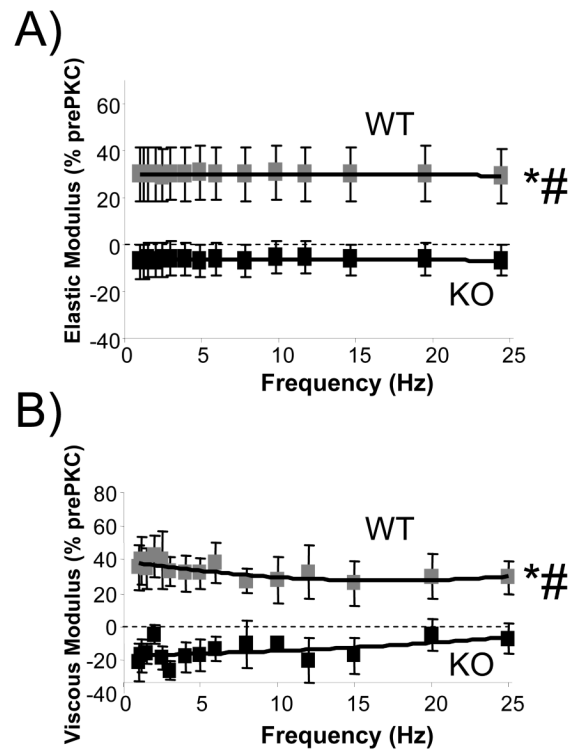 A)
Elastic Modulus (% prePKC)
60
40
20
0
-20
-40
WT
*#
KO
0 5 10 15 20 25
Frequency (Hz)
B)
Viscous Modulus (% prePKC)
80
60
40
20
0
-20
-40
WT
*#
KO
0 5 10 15 20 25
Frequency (Hz)